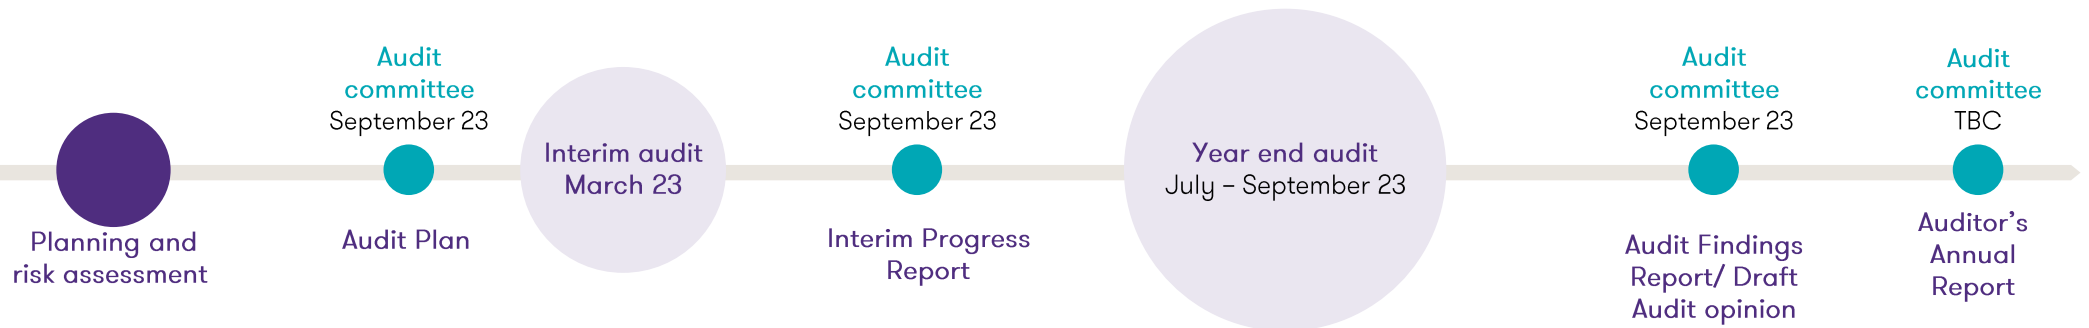 Planning and
risk assessment
Audit
committee
September 23
Audit Plan
Interim audit
March 23
Audit
committee
September 23
Interim Progress
Report
Year end audit
July – September 23
Audit
committee
September 23
Audit Findings
Report/ Draft
Audit opinion
Audit
committee
TBC
Auditor’s
Annual
Report